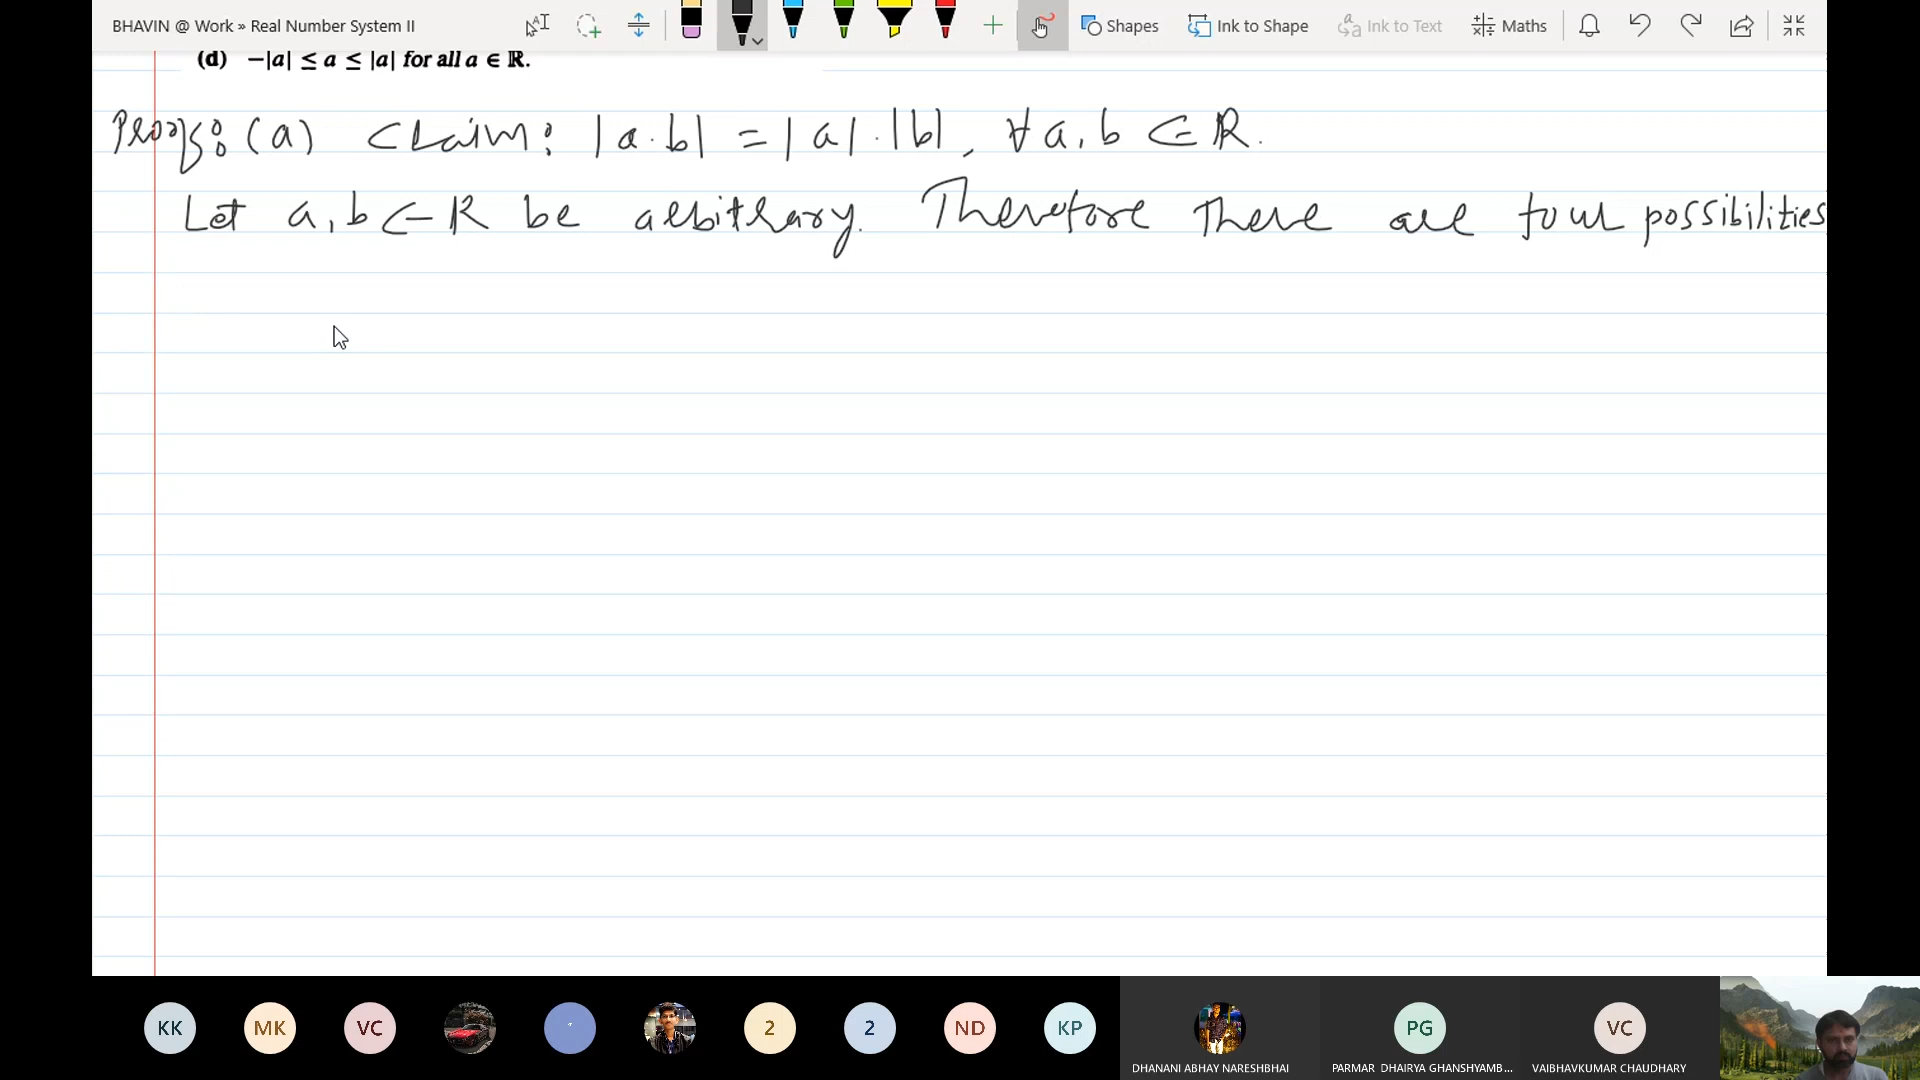 BHAVIN @ Work » Real Number System II
Shapes
Ink to Shape
Ink to Text
Maths
(d) −|a| ≤ a ≤ |a| for all a ∈ ℝ.
Proof: (a) Claim: |a·b| = |a|·|b|, ∀ a, b ∈ ℝ.
Let a, b ∈ ℝ be arbitrary. Therefore There are four possibilities
KK
MK
VC
2
2
ND
KP
PG
VC
DHANANI ABHAY NARESHBHAI
PARMAR DHAIRYA GHANSHYAMB...
VAIBHAVKUMAR CHAUDHARY